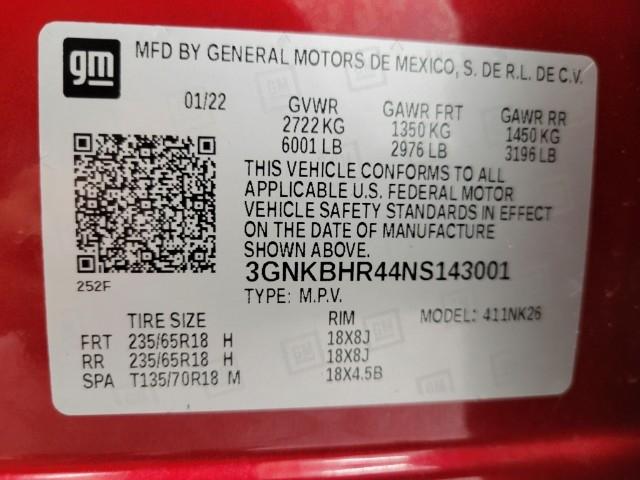 gm
MFD BY GENERAL MOTORS DE MEXICO, S. DE R.L. DE C.V.
01/22 GVWR GAWR FRT GAWR RR
2722 KG 1350 KG 1450 KG
6001 LB 2976 LB 3196 LB
THIS VEHICLE CONFORMS TO ALL
APPLICABLE U.S. FEDERAL MOTOR
VEHICLE SAFETY STANDARDS IN EFFECT
ON THE DATE OF MANUFACTURE
SHOWN ABOVE.
3GNKBHR44NS143001
252F
TYPE: M.P.V.
TIRE SIZE RIM MODEL: 411NK26
FRT 235/65R18 H 18X8J
RR 235/65R18 H 18X8J
SPA T135/70R18 M 18X4.5B